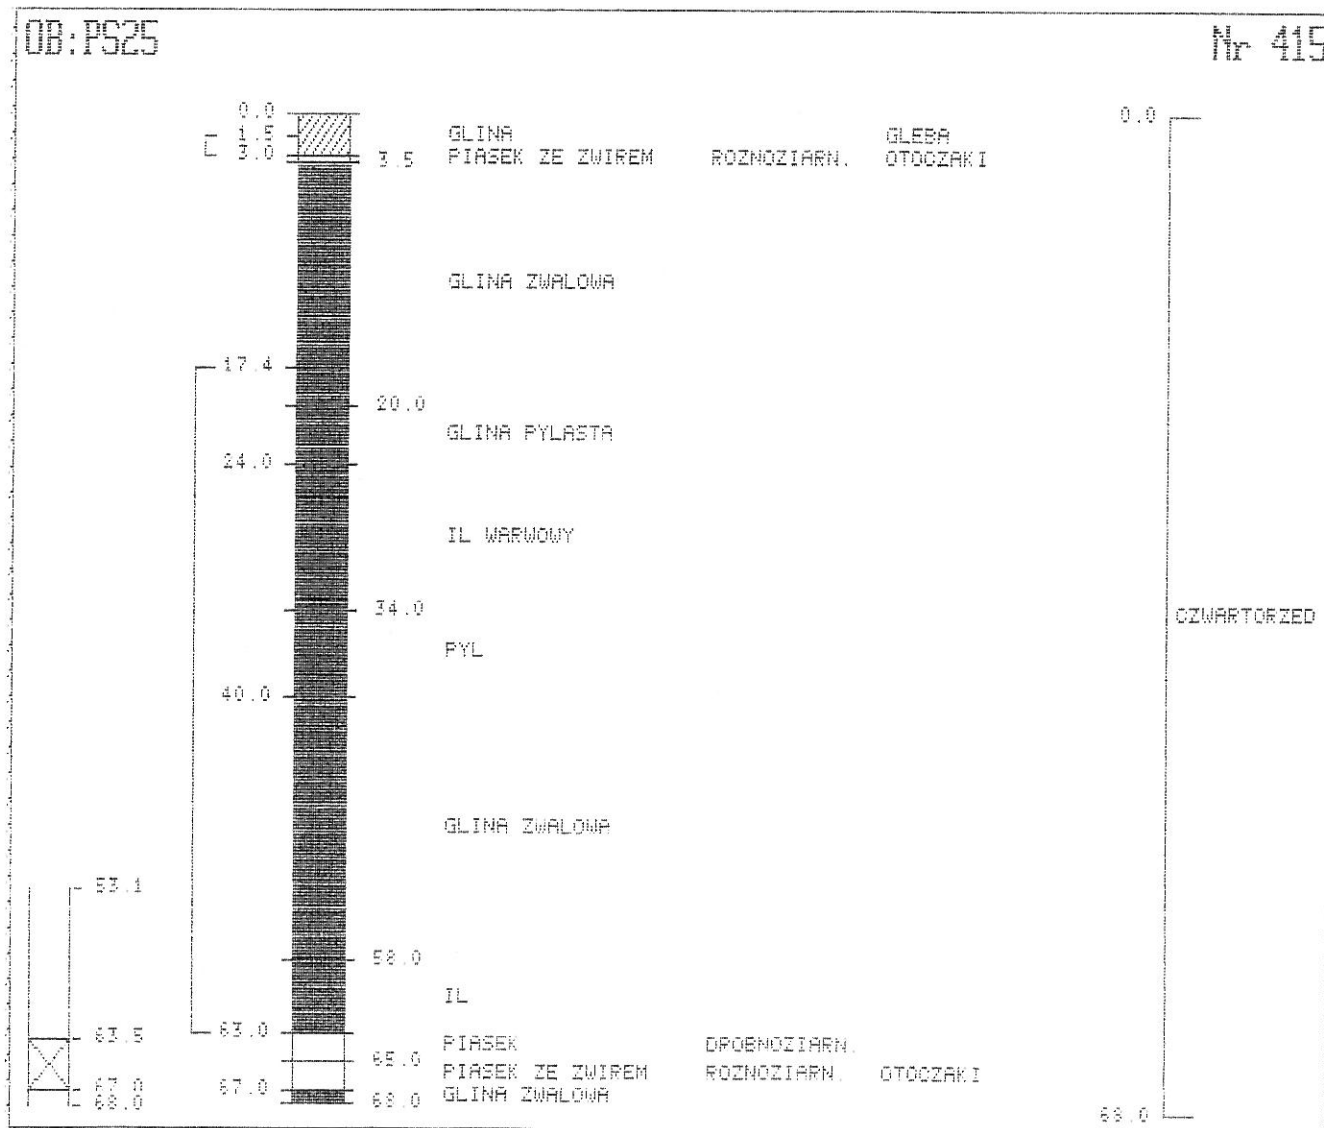 OB:PS25 Nr 415
0.0 0.0
1.5 GLINA GLEBA
3.0 3.5 PIASEK ZE ZWIREM ROZNOZIARN. OTOCZAKI
GLINA ZWALOWA
17.4
20.0
GLINA PYLASTA
24.0
IL WARWOWY
34.0
CZWARTORZED
PYL
40.0
GLINA ZWALOWA
53.1
58.0
IL
63.5 63.0
PIASEK DROBNOZIARN.
65.0
PIASEK ZE ZWIREM ROZNOZIARN. OTOCZAKI
67.0 67.0
68.0 68.0 GLINA ZWALOWA
68.0